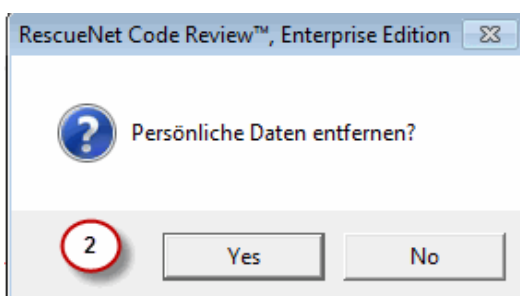 RescueNet Code Review™, Enterprise Edition
?
Persönliche Daten entfernen?
2
Yes No